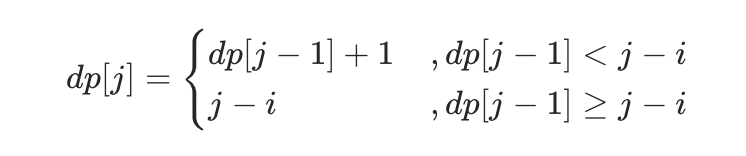 dp[j] = { dp[j − 1] + 1 , dp[j − 1] < j − i
j − i , dp[j − 1] ≥ j − i